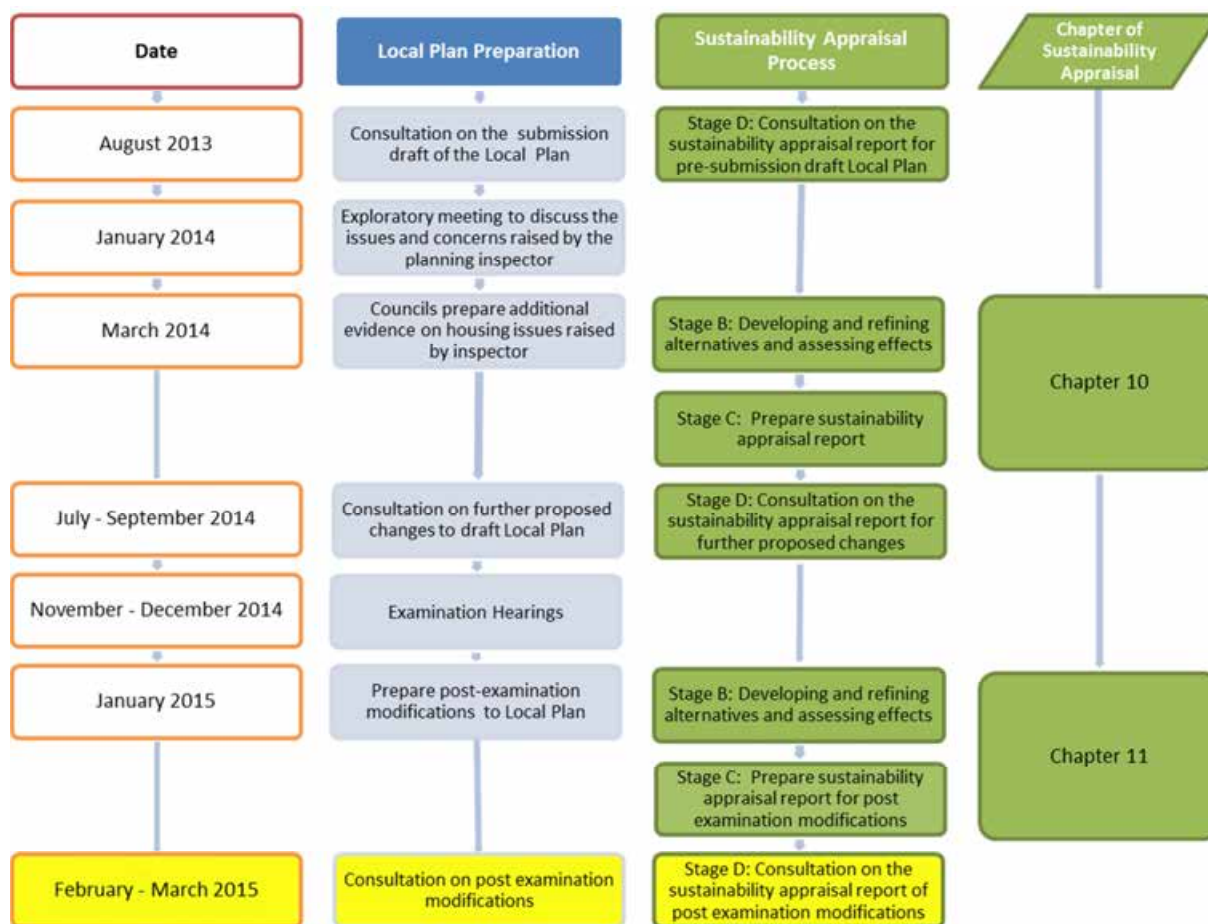 Date
Local Plan Preparation
Sustainability Appraisal
Process
Chapter of
Sustainability
Appraisal
August 2013
Consultation on the submission
draft of the Local Plan
Stage D: Consultation on the
sustainability appraisal report for
pre-submission draft Local Plan
January 2014
Exploratory meeting to discuss the
issues and concerns raised by the
planning inspector
March 2014
Councils prepare additional
evidence on housing issues raised
by inspector
Stage B: Developing and refining
alternatives and assessing effects
Chapter 10
Stage C: Prepare sustainability
appraisal report
July - September 2014
Consultation on further proposed
changes to draft Local Plan
Stage D: Consultation on the
sustainability appraisal report for
further proposed changes
November - December 2014
Examination Hearings
January 2015
Prepare post-examination
modifications to Local Plan
Stage B: Developing and refining
alternatives and assessing effects
Chapter 11
Stage C: Prepare sustainability
appraisal report for post
examination modifications
February - March 2015
Consultation on post examination
modifications
Stage D: Consultation on the
sustainability appraisal report of
post examination modifications